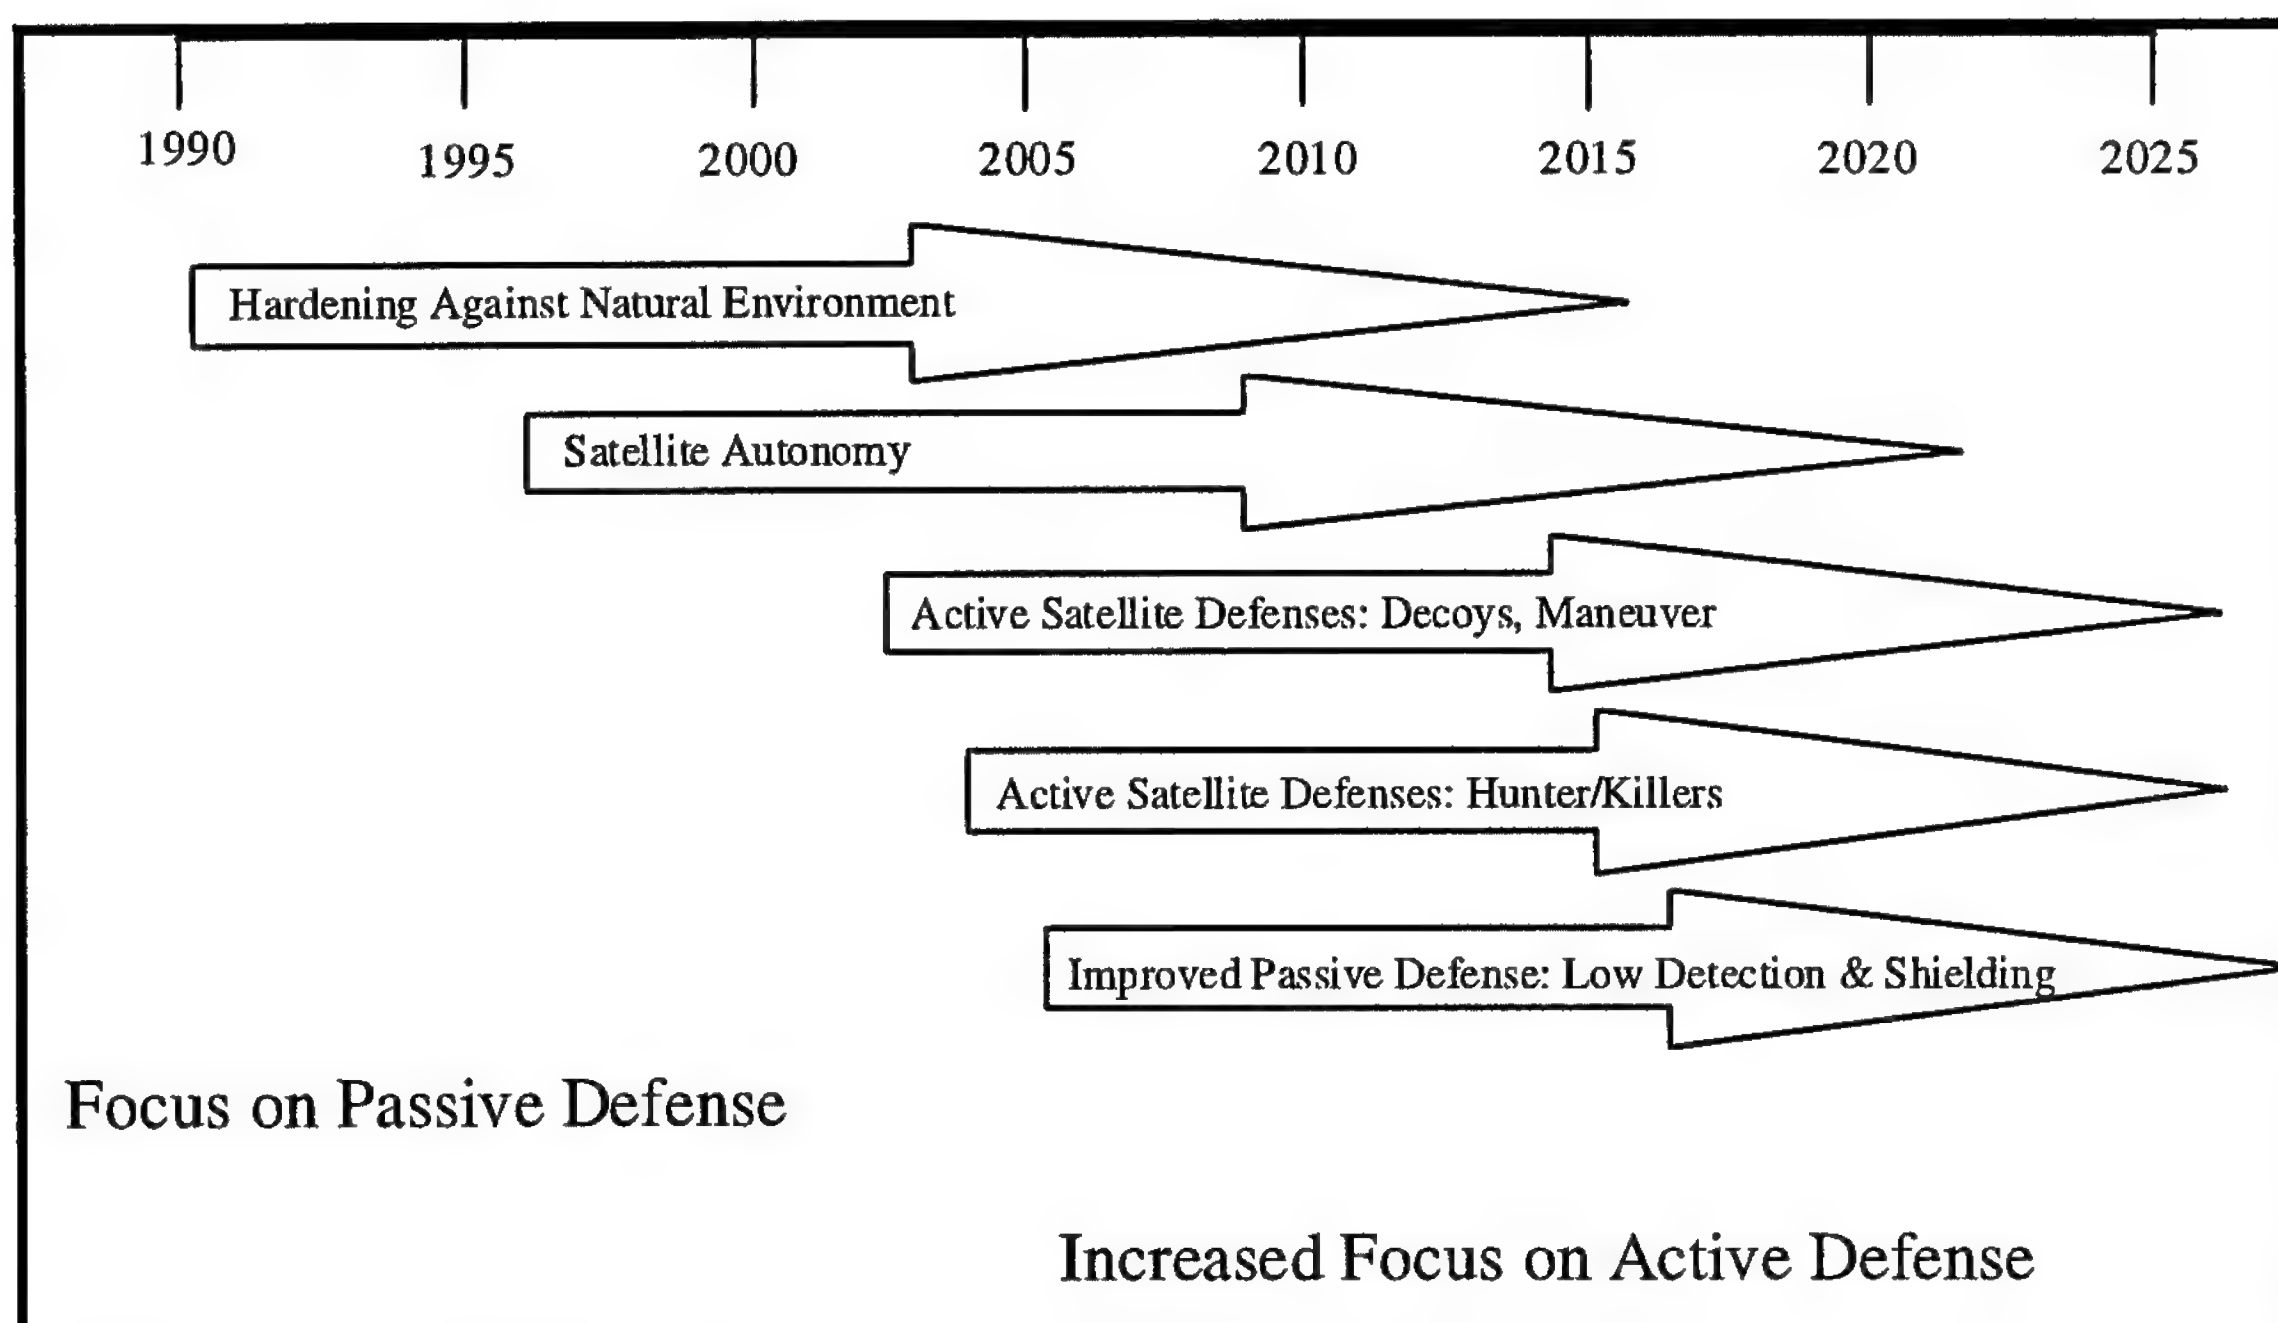 1990 1995 2000 2005 2010 2015 2020 2025
Hardening Against Natural Environment
Satellite Autonomy
Active Satellite Defenses: Decoys, Maneuver
Active Satellite Defenses: Hunter/Killers
Improved Passive Defense: Low Detection & Shielding
Focus on Passive Defense
Increased Focus on Active Defense